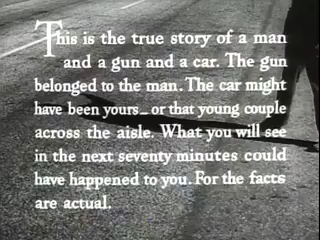 This is the true story of a man
and a gun and a car. The gun
belonged to the man. The car might
have been yours—or that young couple
across the aisle. What you will see
in the next seventy minutes could
have happened to you. For the facts
are actual.